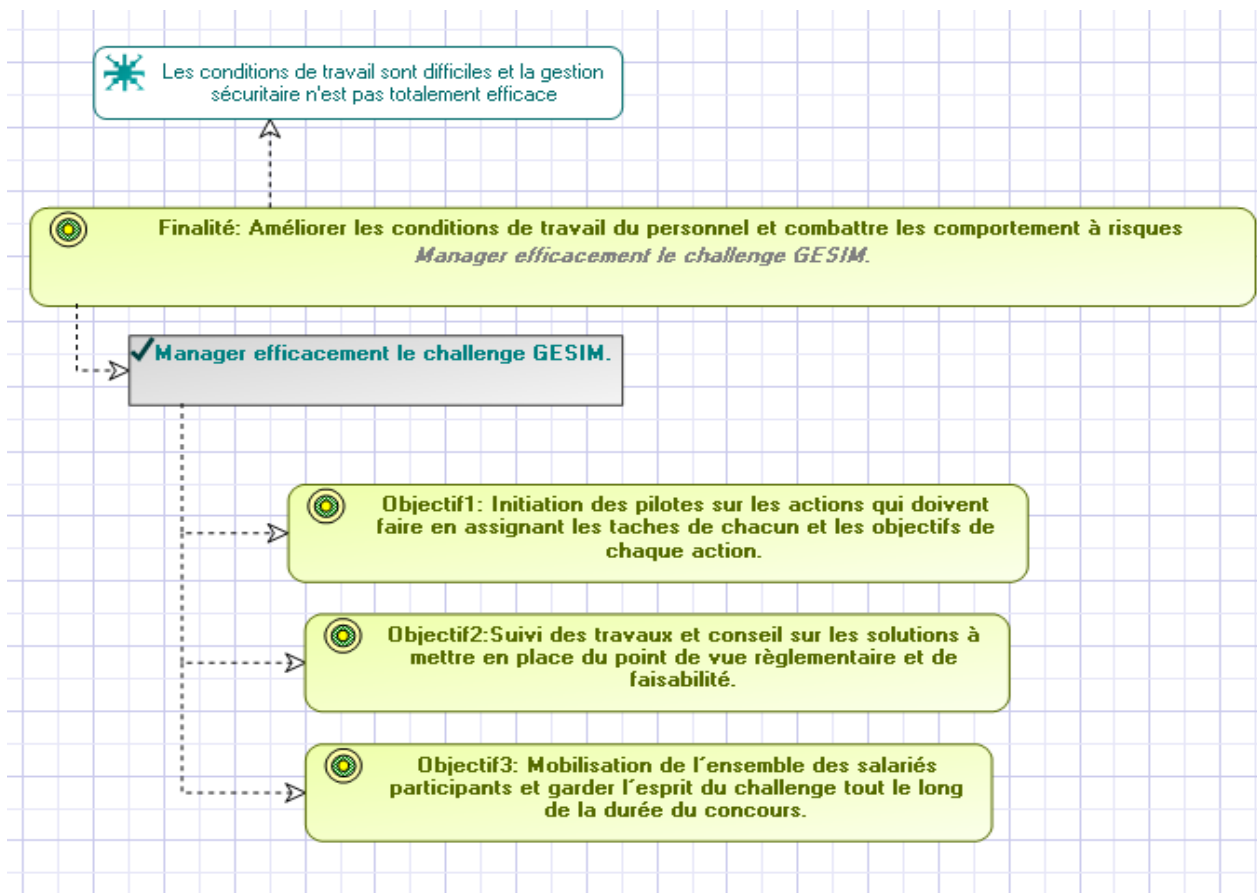 Les conditions de travail sont difficiles et la gestion
sécuritaire n'est pas totalement efficace
Finalité: Améliorer les conditions de travail du personnel et combattre les comportement à risques
Manager efficacement le challenge GESIM.
Manager efficacement le challenge GESIM.
Objectif1: Initiation des pilotes sur les actions qui doivent
faire en assignant les taches de chacun et les objectifs de
chaque action.
Objectif2:Suivi des travaux et conseil sur les solutions à
mettre en place du point de vue règlementaire et de
faisabilité.
Objectif3: Mobilisation de l´ensemble des salariés
participants et garder l´esprit du challenge tout le long
de la durée du concours.